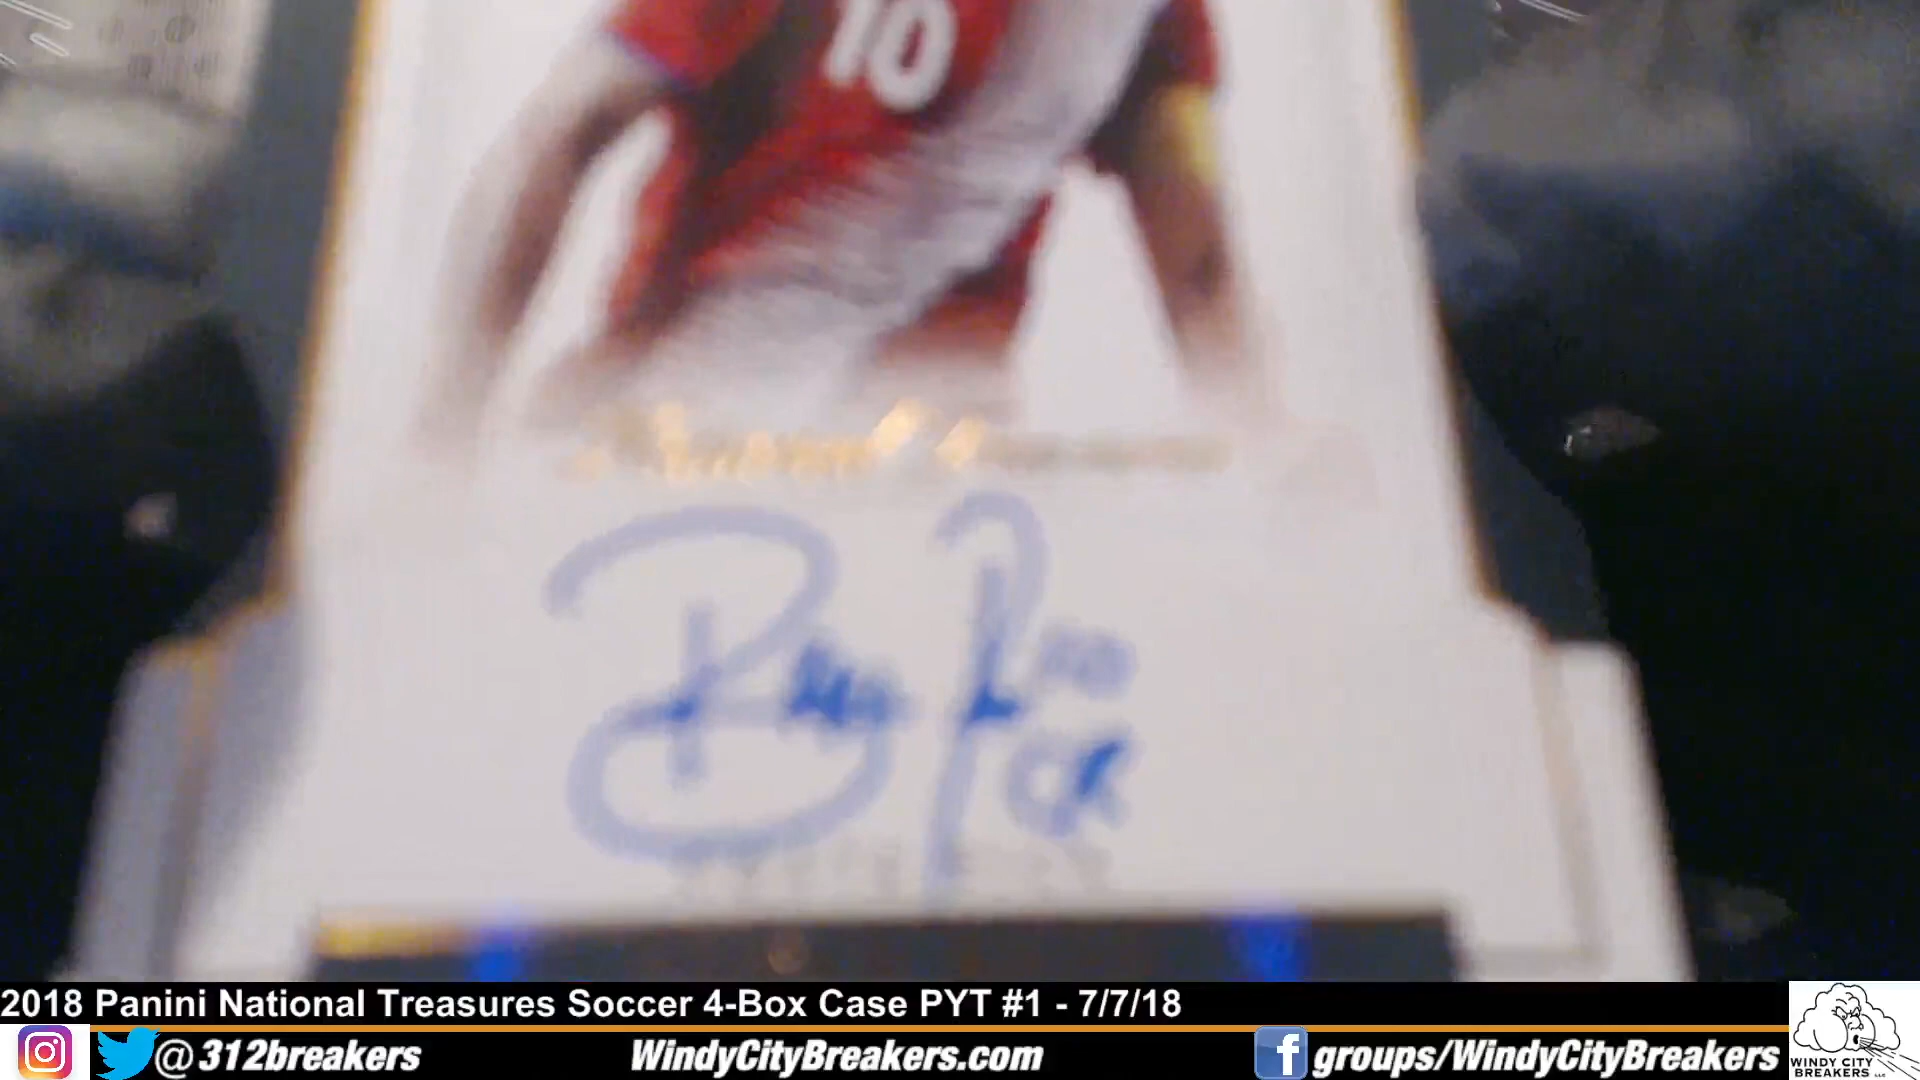 10
2018 Panini National Treasures Soccer 4-Box Case PYT #1 - 7/7/18
@312breakers
WindyCityBreakers.com
f groups/WindyCityBreakers
WINDY CITY
BREAKERS LLC